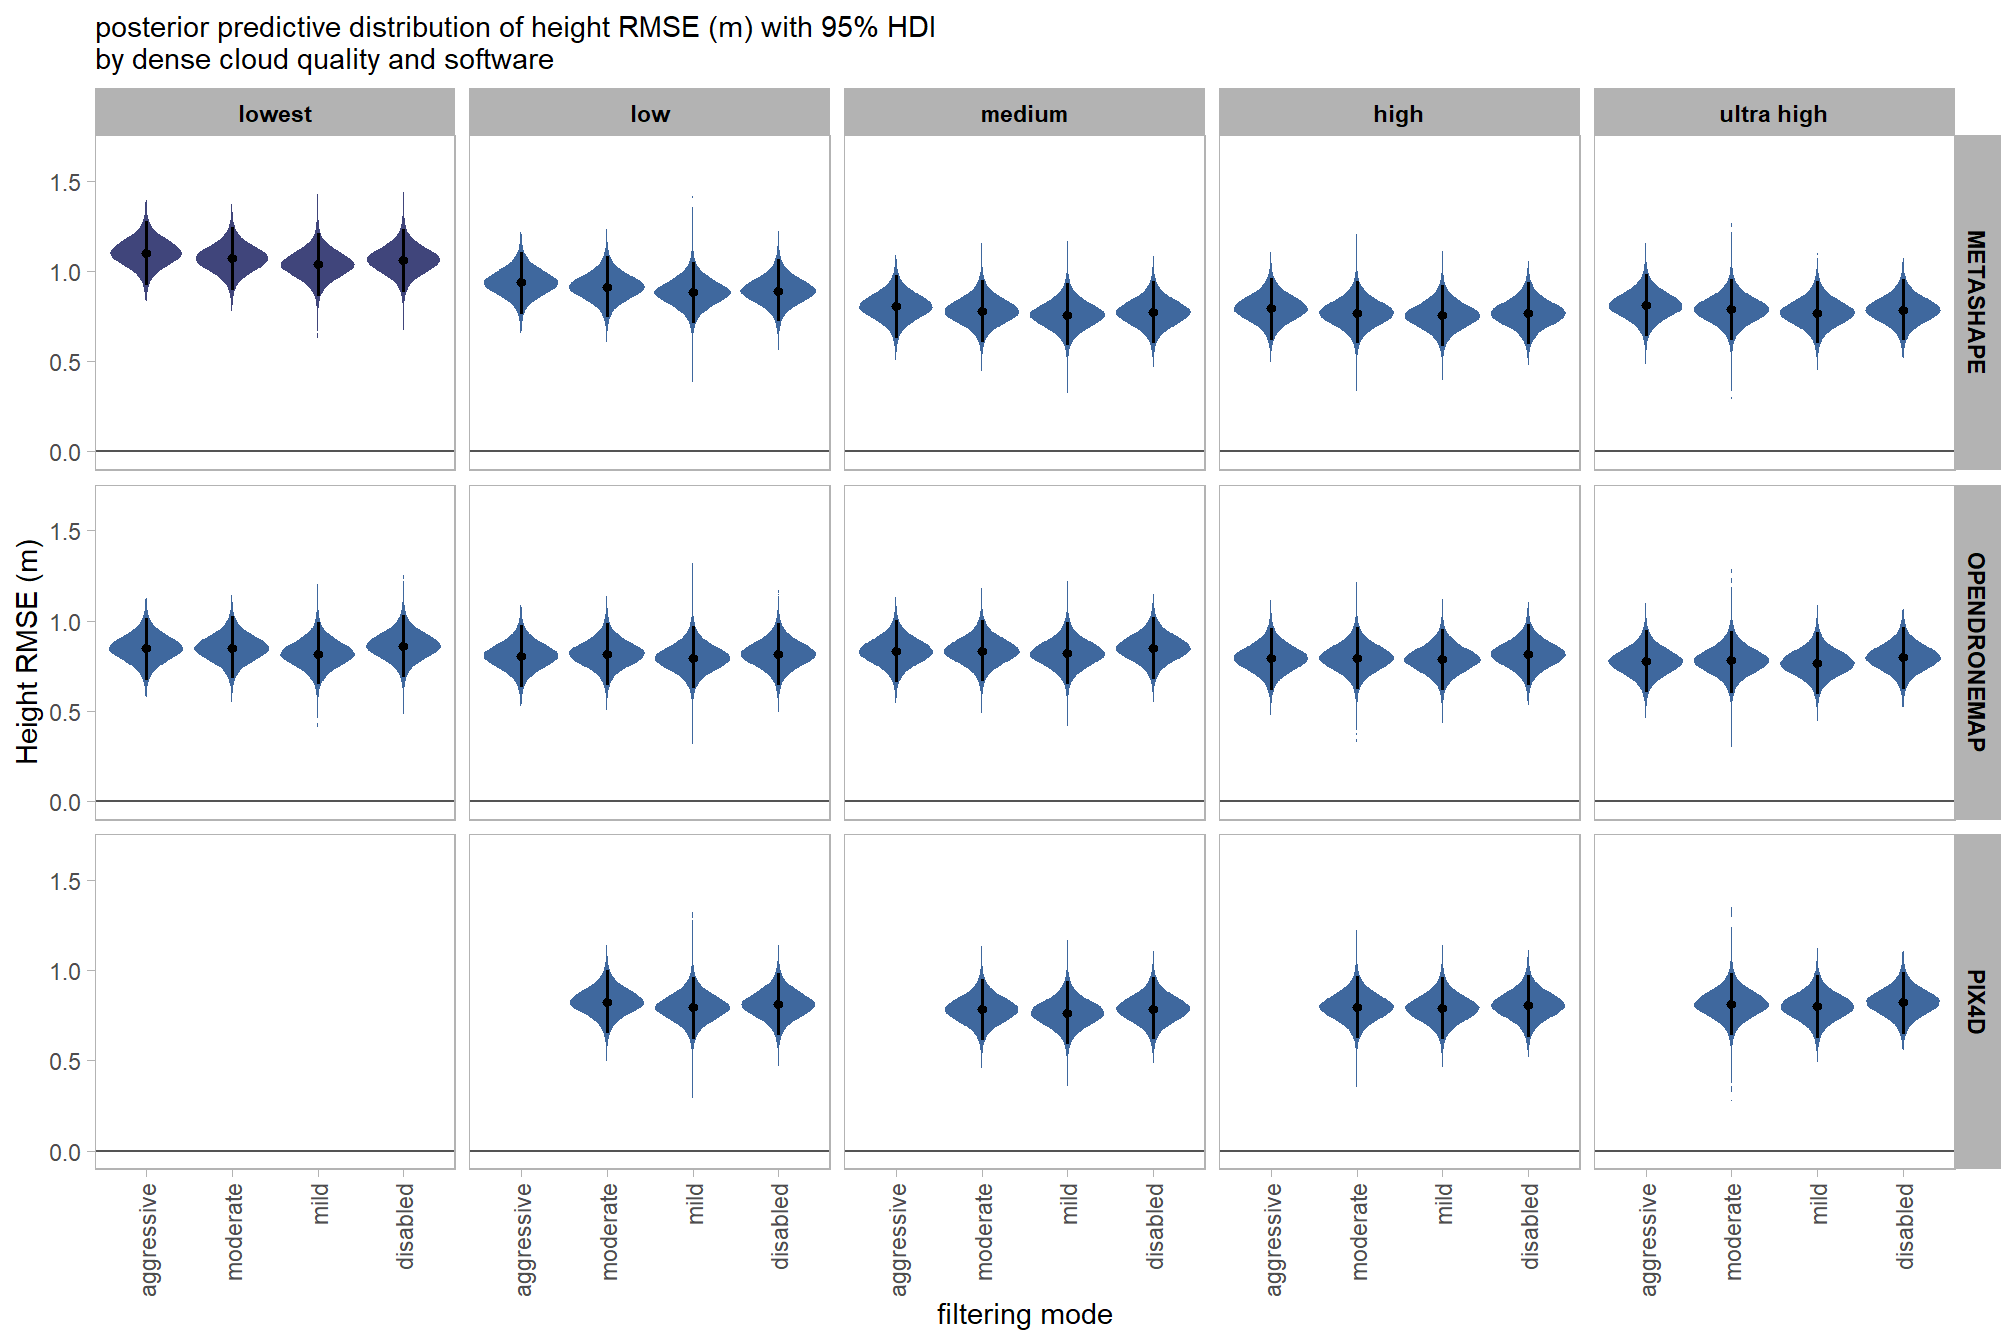 posterior predictive distribution of height RMSE (m) with 95% HDI
by dense cloud quality and software
lowest
low
medium
high
ultra high
1.5
1.0
0.5
0.0
METASHAPE
Height RMSE (m)
1.5
1.0
0.5
0.0
OPENDRONEMAP
1.5
1.0
0.5
0.0
PIX4D
aggressive
moderate
mild
disabled
aggressive
moderate
mild
disabled
aggressive
moderate
mild
disabled
aggressive
moderate
mild
disabled
aggressive
moderate
mild
disabled
filtering mode